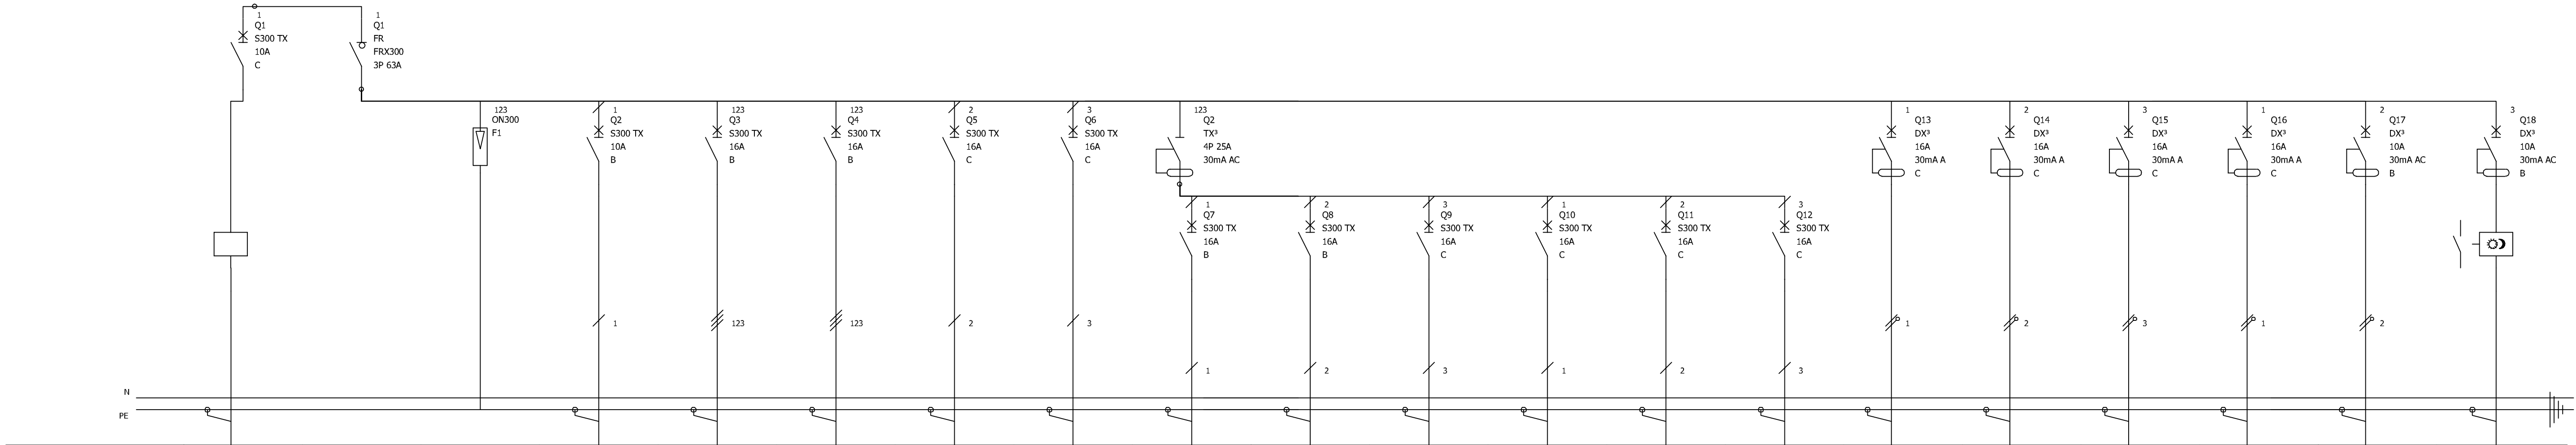 1
Q1
S300 TX
10A
C
1
Q1
FR
FRX300
3P 63A
123
ON300
F1
1
Q2
S300 TX
10A
B
123
Q3
S300 TX
16A
B
123
Q4
S300 TX
16A
B
2
Q5
S300 TX
16A
C
3
Q6
S300 TX
16A
C
123
Q2
TX³
4P 25A
30mA AC
1
Q7
S300 TX
16A
B
2
Q8
S300 TX
16A
B
3
Q9
S300 TX
16A
C
1
Q10
S300 TX
16A
C
2
Q11
S300 TX
16A
C
3
Q12
S300 TX
16A
C
1
Q13
DX³
16A
30mA A
C
2
Q14
DX³
16A
30mA A
C
3
Q15
DX³
16A
30mA A
C
1
Q16
DX³
16A
30mA A
C
2
Q17
DX³
10A
30mA AC
B
3
Q18
DX³
10A
30mA AC
B
1
123
123
2
3
1
2
3
1
2
1
2
3
1
2
3
N
PE